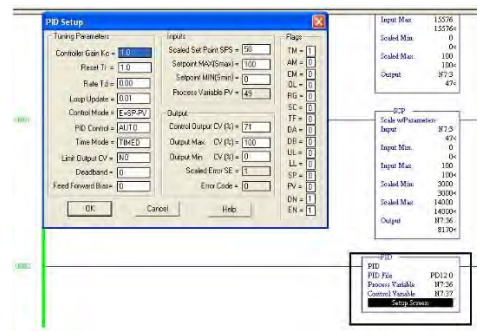 PID Setup
Tuning Parameters
Controller Gain Kc = 1.0
Reset Ti = 1.0
Rate Td = 0.00
Loop Update = 0.01
Control Mode = E=SP-PV
PID Control = AUTO
Time Mode = TIMED
Limit Output CV = NO
Deadband = 0
Feed Forward Bias= 0
Inputs
Scaled Set Point SPS = 50
Setpoint MAX(Smax) = 100
Setpoint MIN(Smin) = 0
Process Variable PV = 49
Output
Control Output CV (%) = 71
Output Max CV (%) = 100
Output Min CV (%) = 0
Scaled Error SE = 1
Error Code = 0
Flags
TM = 1
AM = 0
CM = 0
OL = 0
RG = 0
SC = 0
TF = 0
DA = 0
DB = 0
UL = 0
LL = 0
SP = 0
PV = 0
DN = 1
EN = 1
OK
Cancel
Help
Input Max 15576
15576<
Scaled Min. 0
0<
Scaled Max. 100
100<
Output N7:3
47<
0001
SCP
Scale w/Parameters
Input N7:3
47<
Input Min. 0
0<
Input Max. 100
100<
Scaled Min. 3000
3000<
Scaled Max. 14000
14000<
Output N7:36
8170<
0002
PID
PID
PID File PD12:0
Process Variable N7:36
Control Variable N7:37
Setup Screen